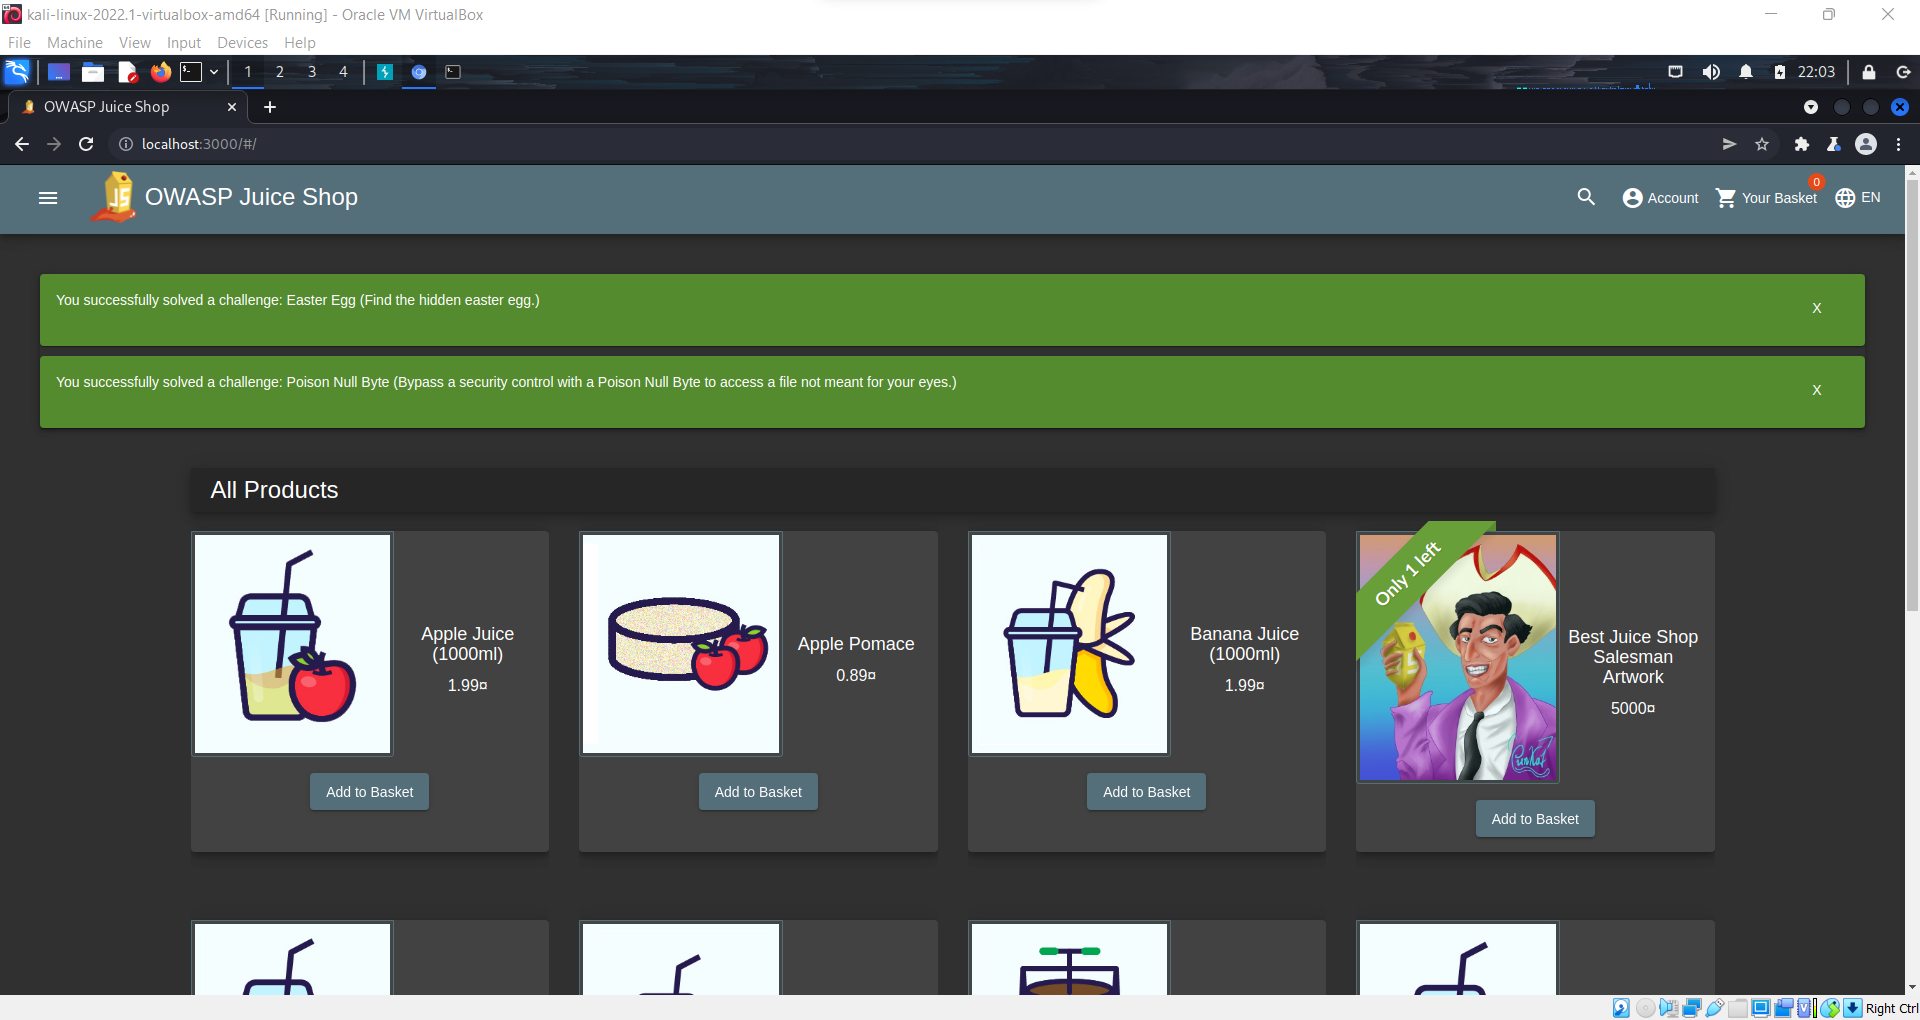 kali-linux-2022.1-virtualbox-amd64 [Running] - Oracle VM VirtualBox
File Machine View Input Devices Help
1 2 3 4 22:03
OWASP Juice Shop
localhost:3000/#/
OWASP Juice Shop
Account Your Basket 0 EN
You successfully solved a challenge: Easter Egg (Find the hidden easter egg.) X
You successfully solved a challenge: Poison Null Byte (Bypass a security control with a Poison Null Byte to access a file not meant for your eyes.) X
All Products
Apple Juice
(1000ml)
1.99¤
Add to Basket
Apple Pomace
0.89¤
Add to Basket
Banana Juice
(1000ml)
1.99¤
Add to Basket
Only 1 left
Best Juice Shop
Salesman
Artwork
5000¤
Add to Basket
Right Ctrl